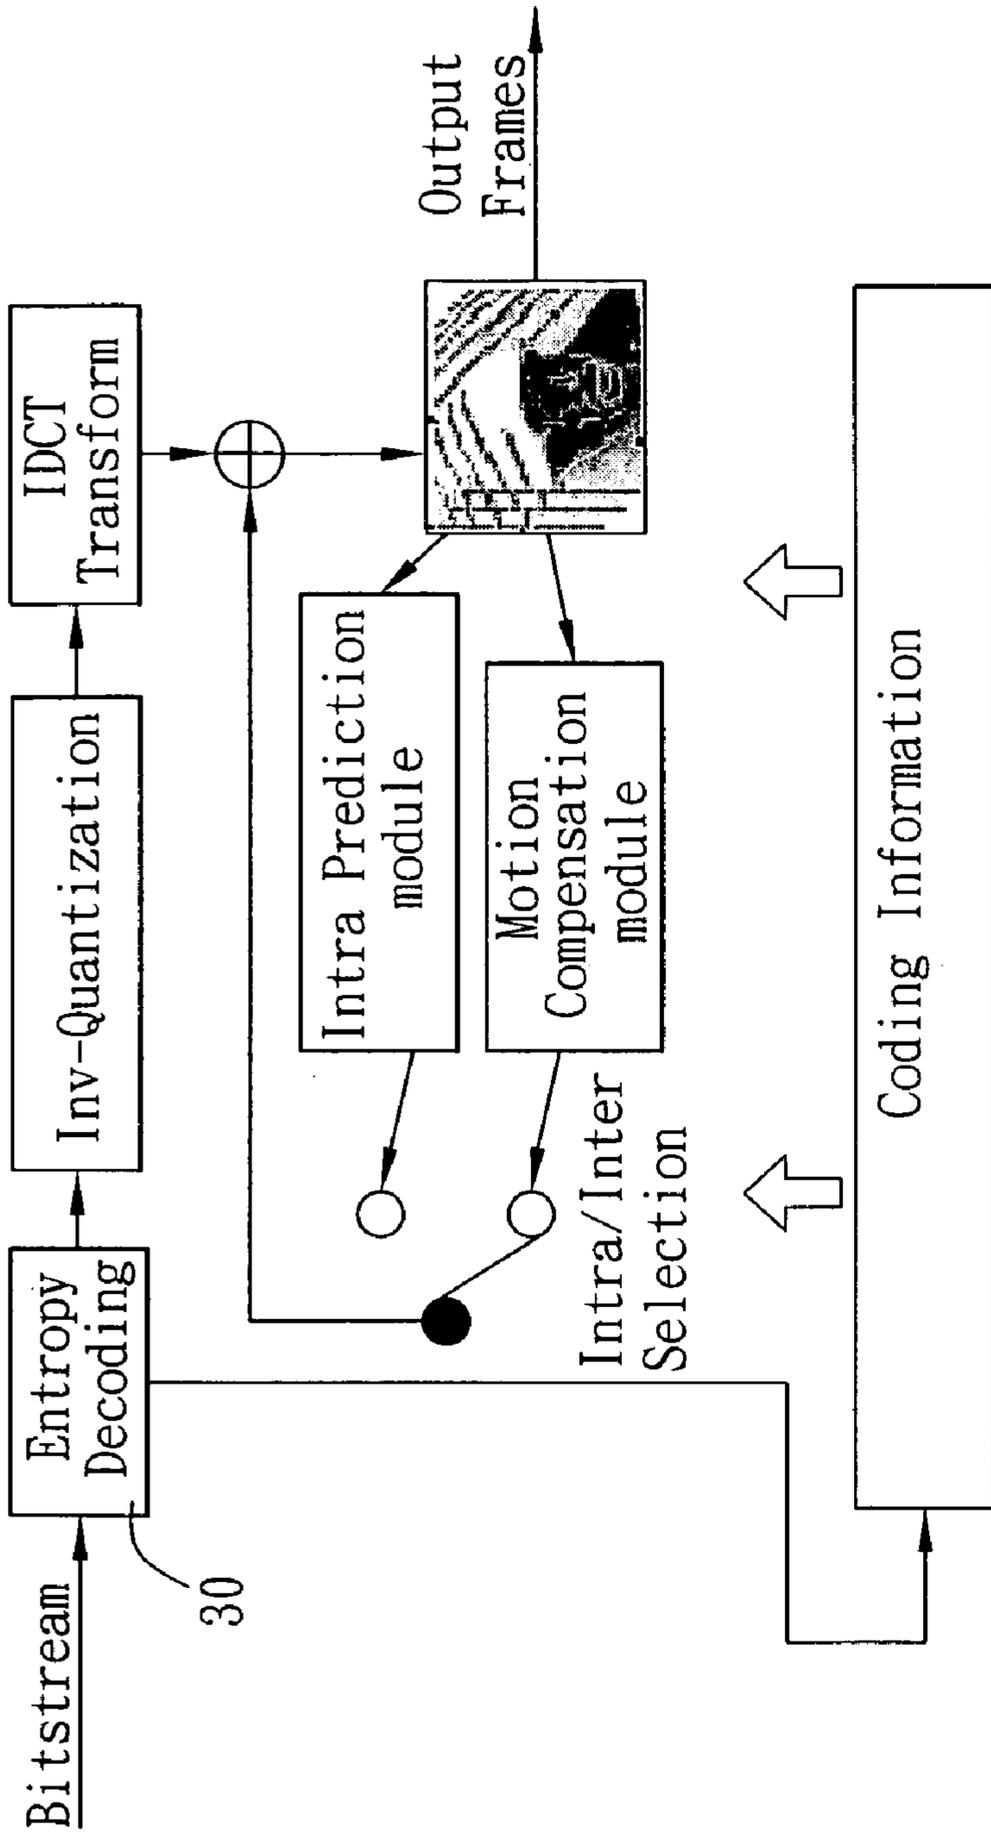 Bitstream
Entropy
Decoding
30
Inv-Quantization
IDCT
Transform
Intra Prediction
module
Motion
Compensation
module
Intra/Inter
Selection
Output
Frames
Coding Information